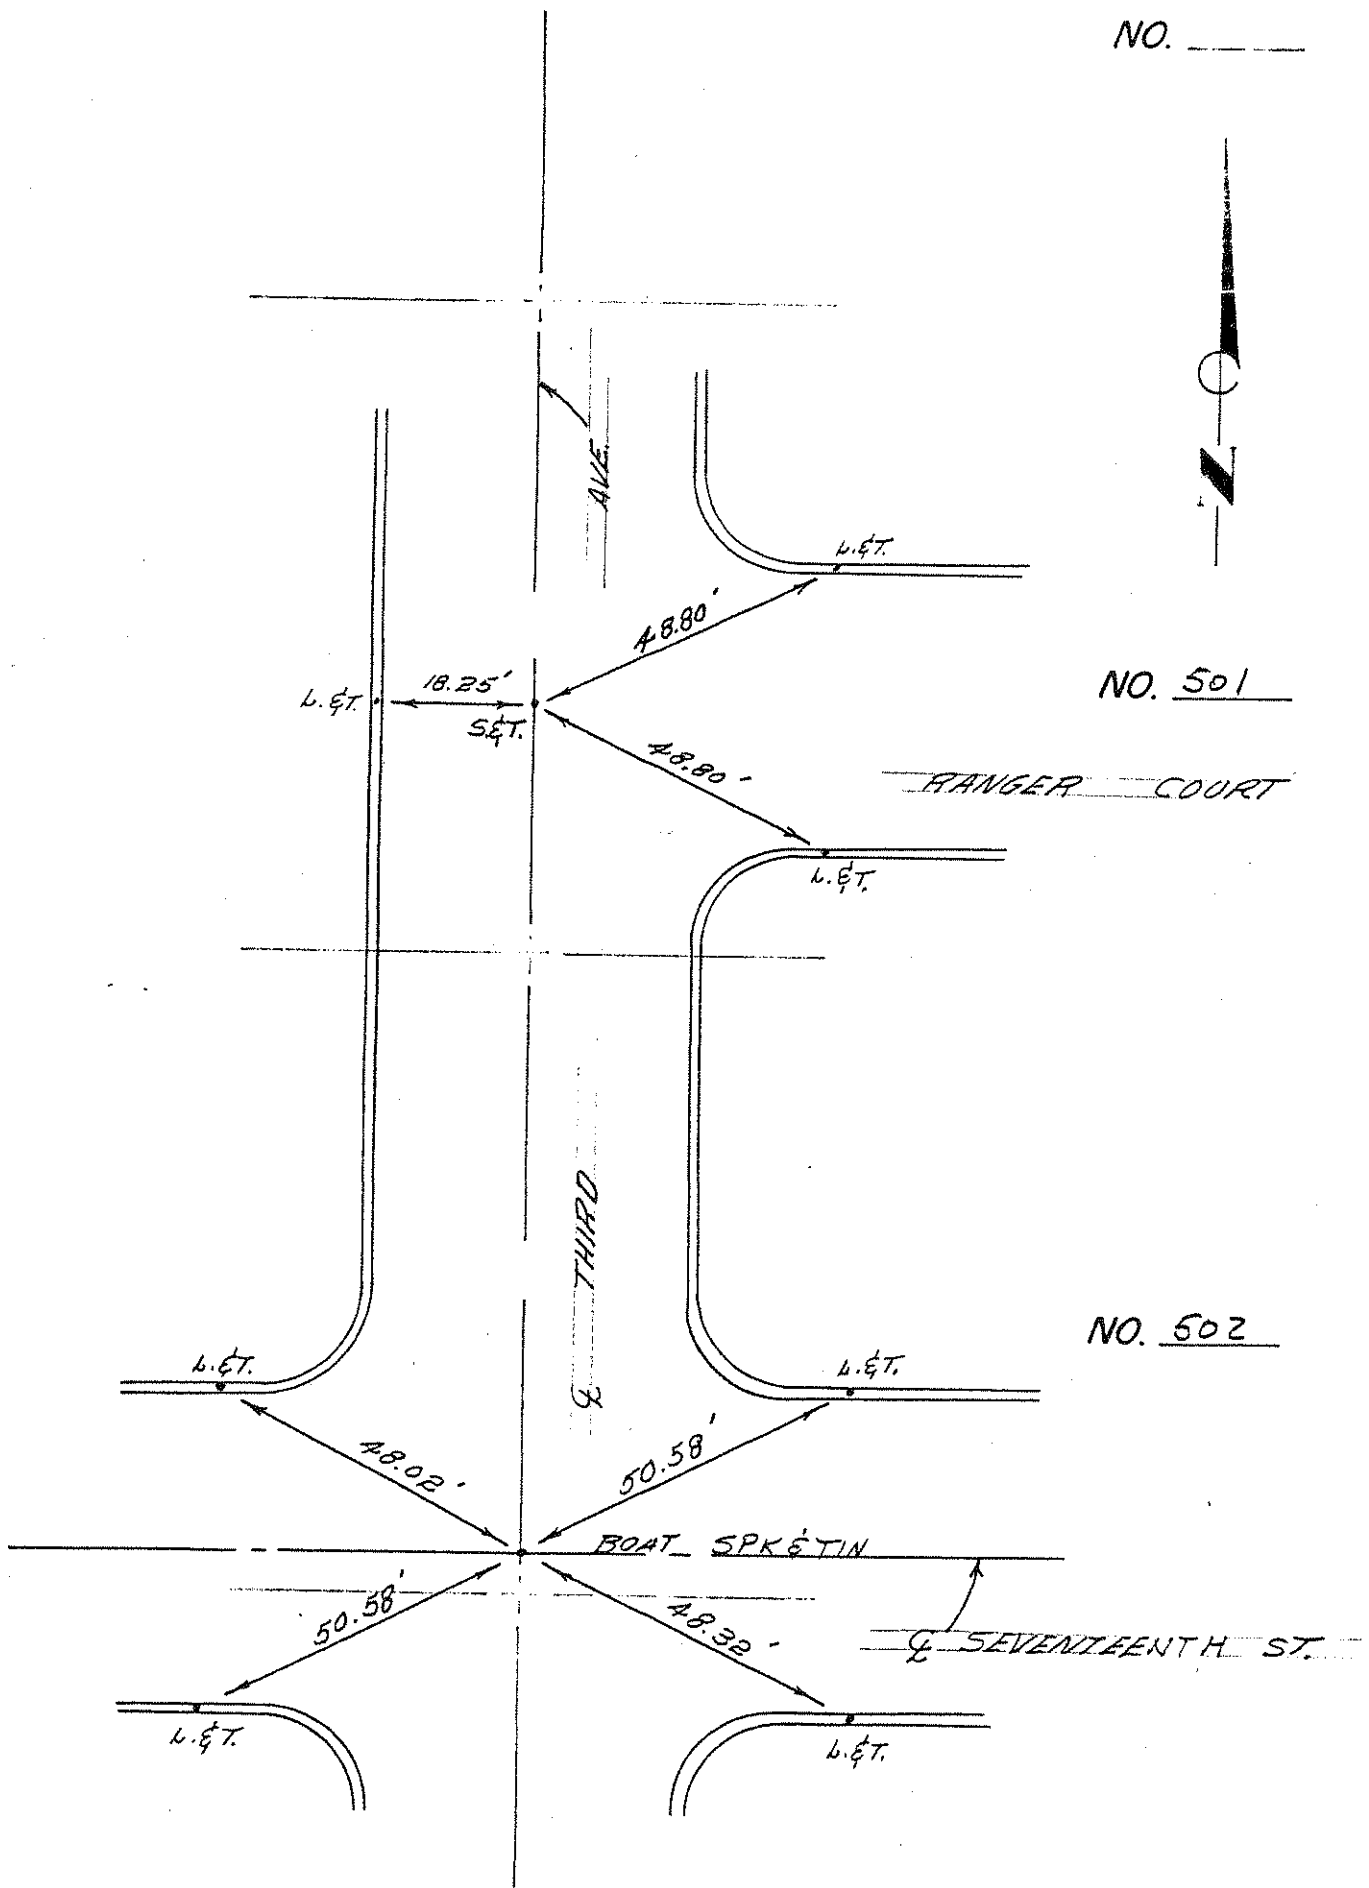 NO.
N
AVE.
L.&T.
48.80'
18.25'
L.&T.
S&T.
NO. 501
48.80'
RANGER COURT
L.&T.
℄ THIRD
NO. 502
L.&T.
L.&T.
48.02'
50.58'
BOAT SPK & TIN
50.58'
48.32'
℄ SEVENTEENTH ST.
L.&T.
L.&T.